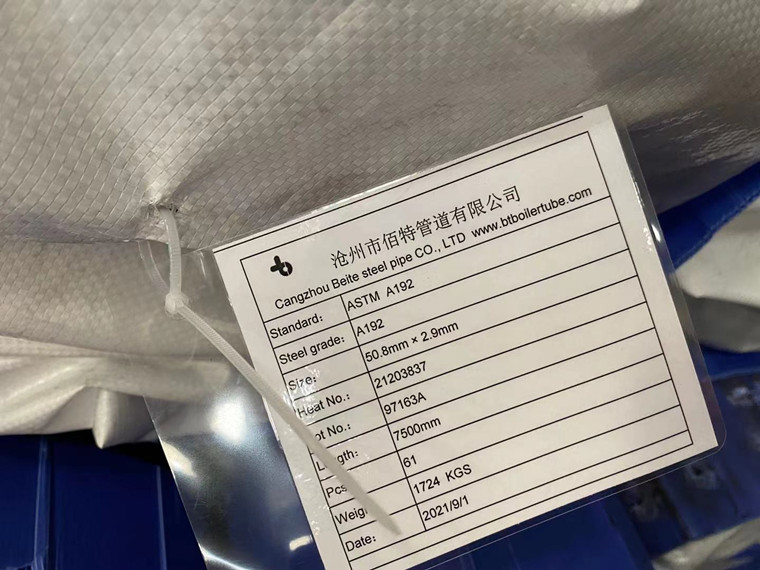 沧州市佰特管道有限公司
Cangzhou Beite steel pipe CO., LTD www.btboilertube.com
Standard: ASTM A192
Steel grade: A192
Size: 50.8mm × 2.9mm
Heat No.: 21203837
ot No.: 97163A
L gth: 7500mm
Pcs 61
Weig 1724 KGS
Date: 2021/9/1